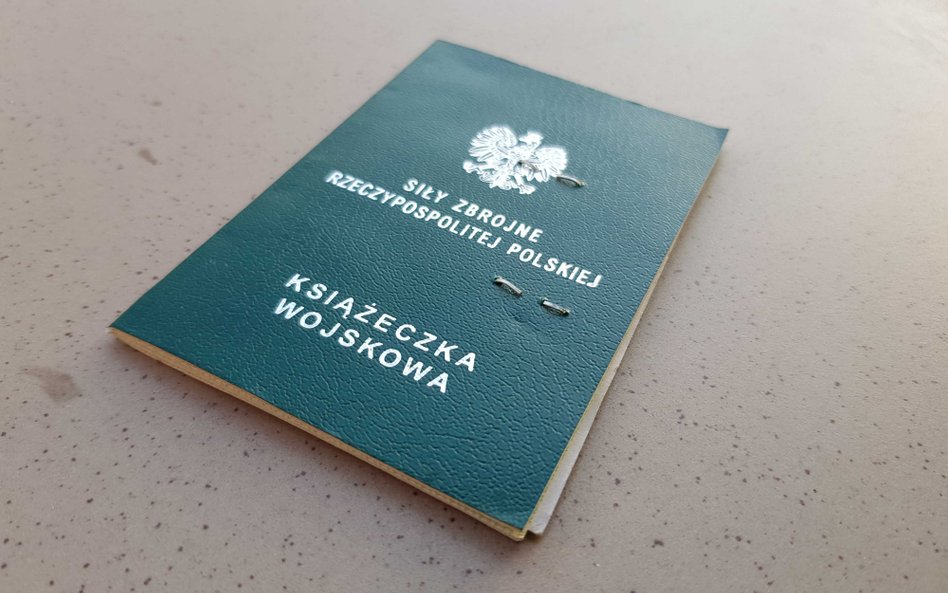 SIŁY ZBROJNE
RZECZYPOSPOLITEJ POLSKIEJ
KSIĄŻECZKA
WOJSKOWA